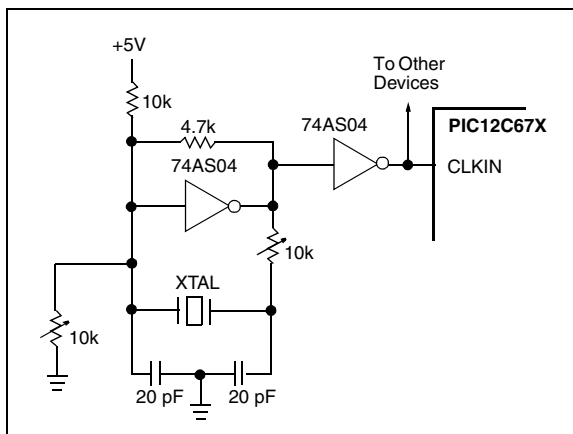 +5V
10k
4.7k
74AS04
74AS04
To Other
Devices
PIC12C67X
CLKIN
10k
XTAL
10k
20 pF
20 pF